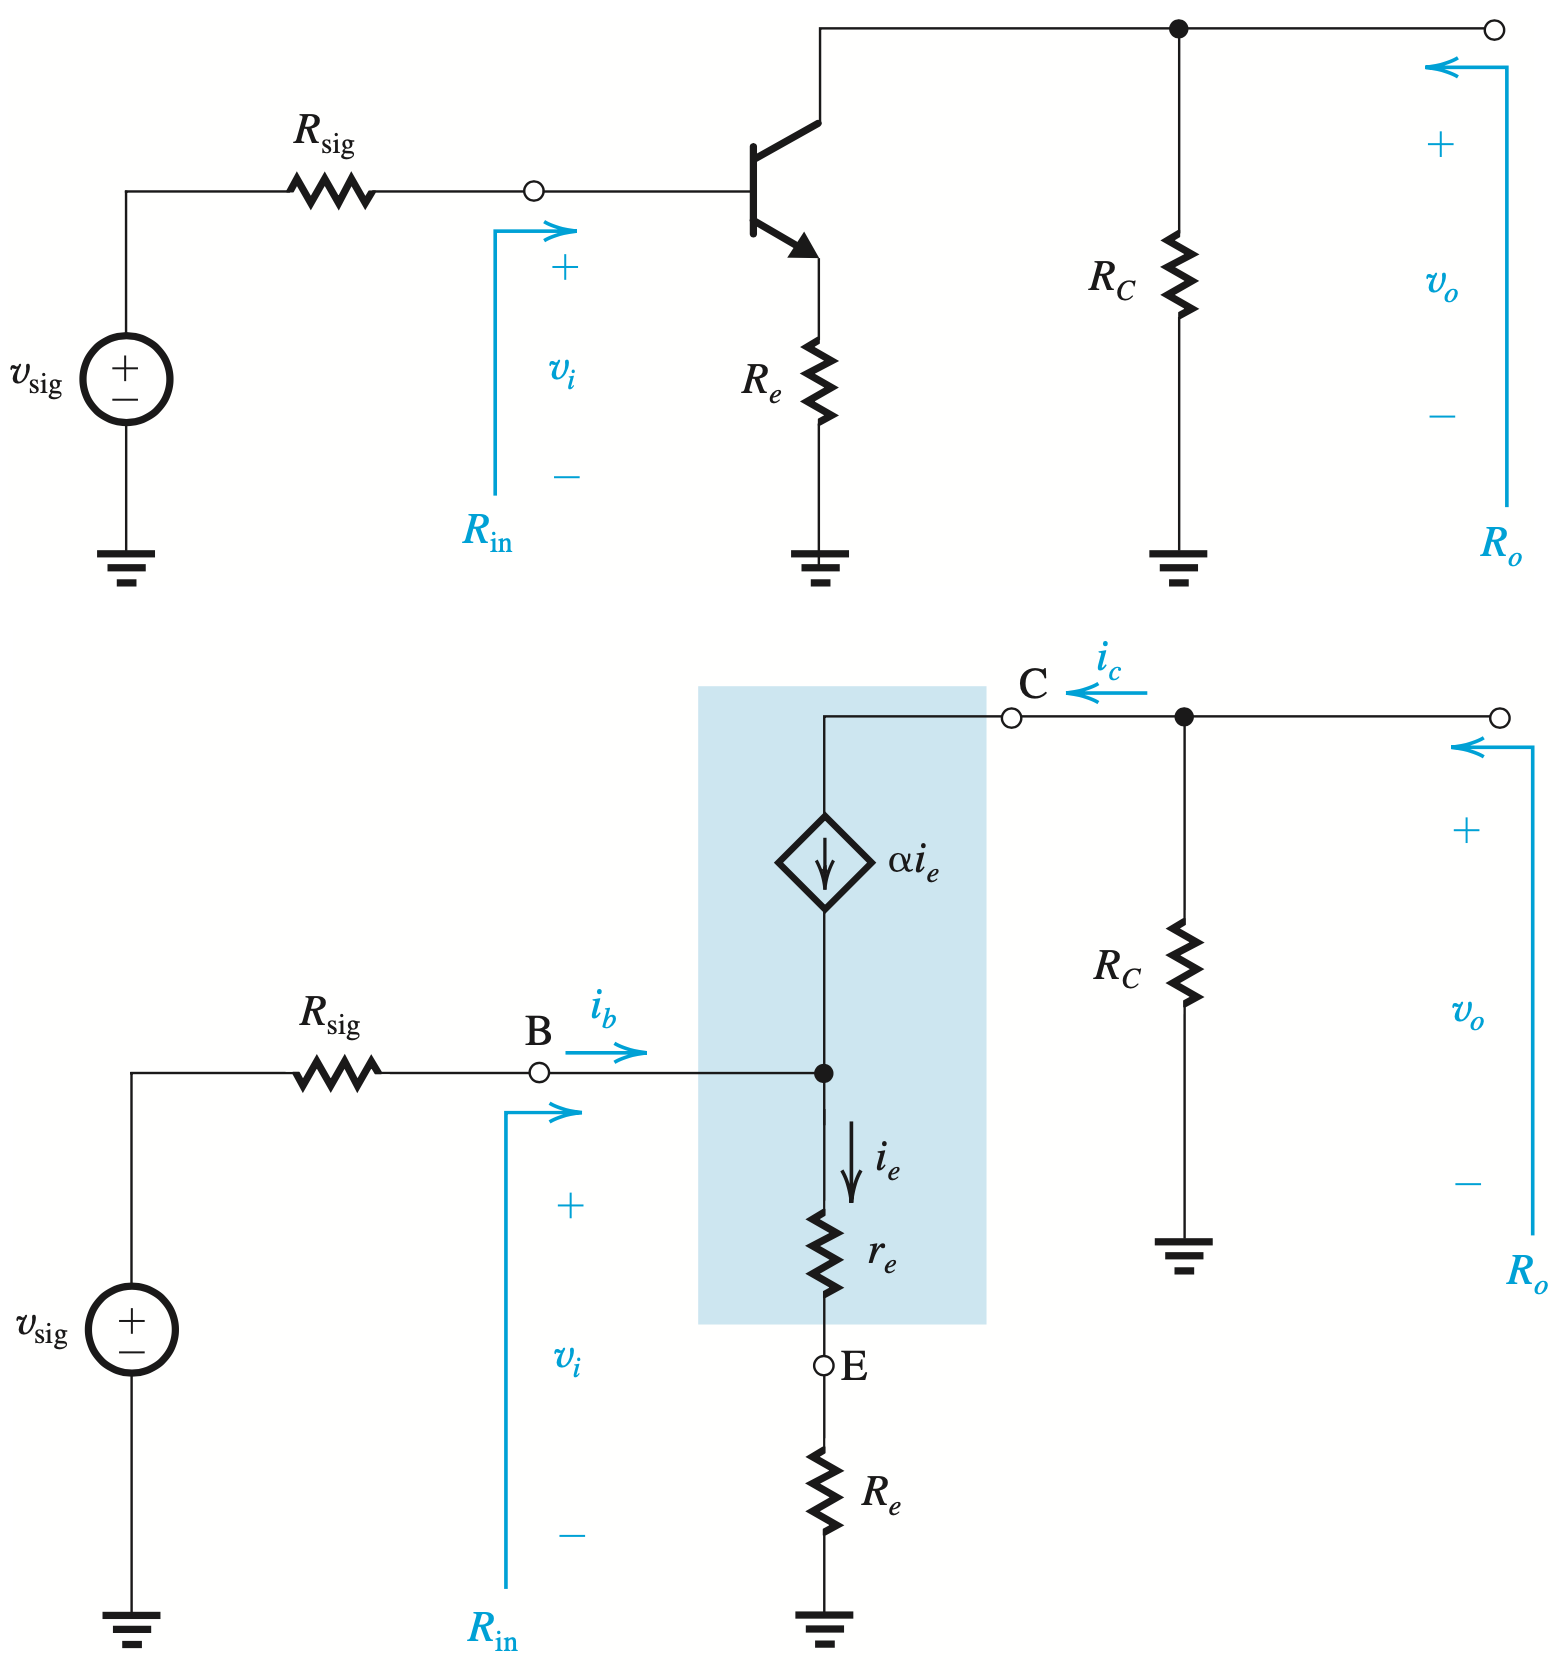 R_sig
+
R_C
v_o
+
v_i
v_sig
+
−
R_e
−
−
R_in
R_o
i_c
C
+
αi_e
R_C
i_b
R_sig
B
v_o
i_e
+
−
r_e
R_o
v_sig
+
−
v_i
E
R_e
−
R_in